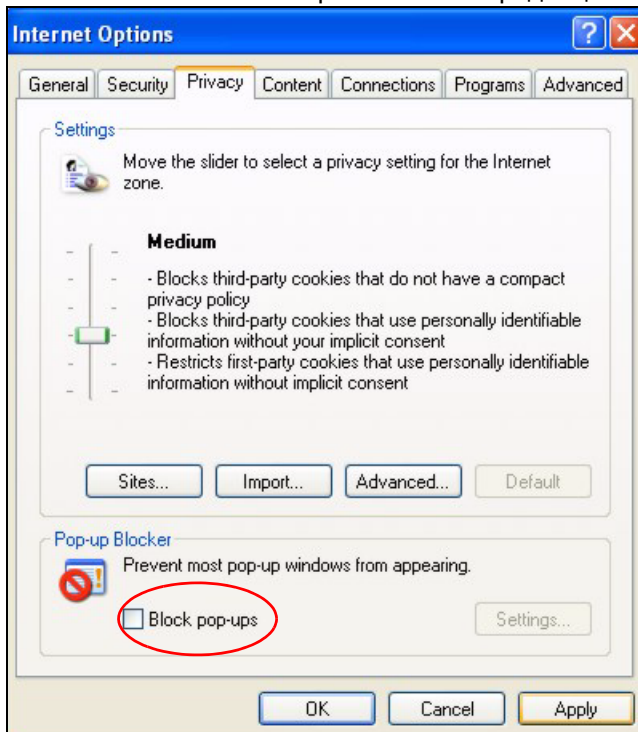 Internet Options
General Security Privacy Content Connections Programs Advanced
Settings
Move the slider to select a privacy setting for the Internet
zone.
Medium
- Blocks third-party cookies that do not have a compact
privacy policy
- Blocks third-party cookies that use personally identifiable
information without your implicit consent
- Restricts first-party cookies that use personally identifiable
information without implicit consent
Sites... Import... Advanced... Default
Pop-up Blocker
Prevent most pop-up windows from appearing.
Block pop-ups Settings...
OK Cancel Apply